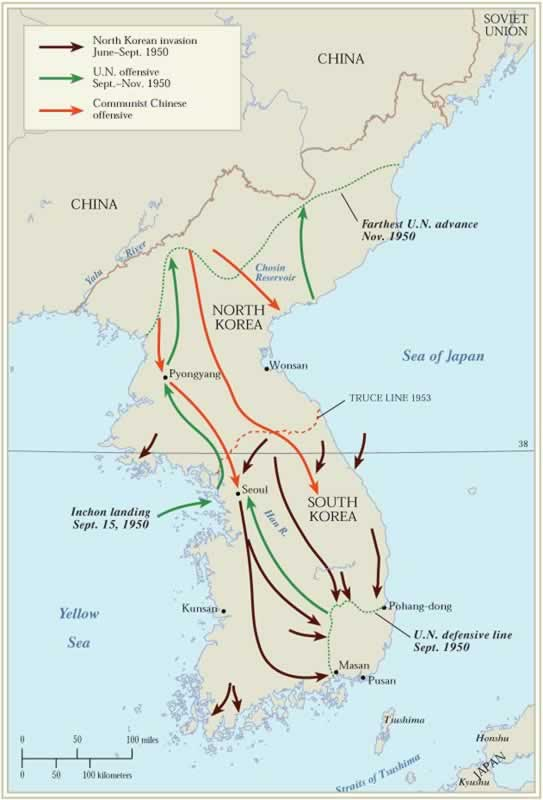 North Korean invasion
June–Sept. 1950
U.N. offensive
Sept.–Nov. 1950
Communist Chinese
offensive
SOVIET
UNION
CHINA
CHINA
Farthest U.N. advance
Nov. 1950
Yalu River
Chosin
Reservoir
NORTH
KOREA
Wonsan
Sea of Japan
Pyongyang
TRUCE LINE 1953
38
Seoul
SOUTH
KOREA
Inchon landing
Sept. 15, 1950
Han R.
Kunsan
Pohang-dong
Yellow
Sea
U.N. defensive line
Sept. 1950
Masan
Pusan
Tsushima
0 50 100 miles
0 50 100 kilometers
Honshu
JAPAN
Kyushu
Straits of Tsushima